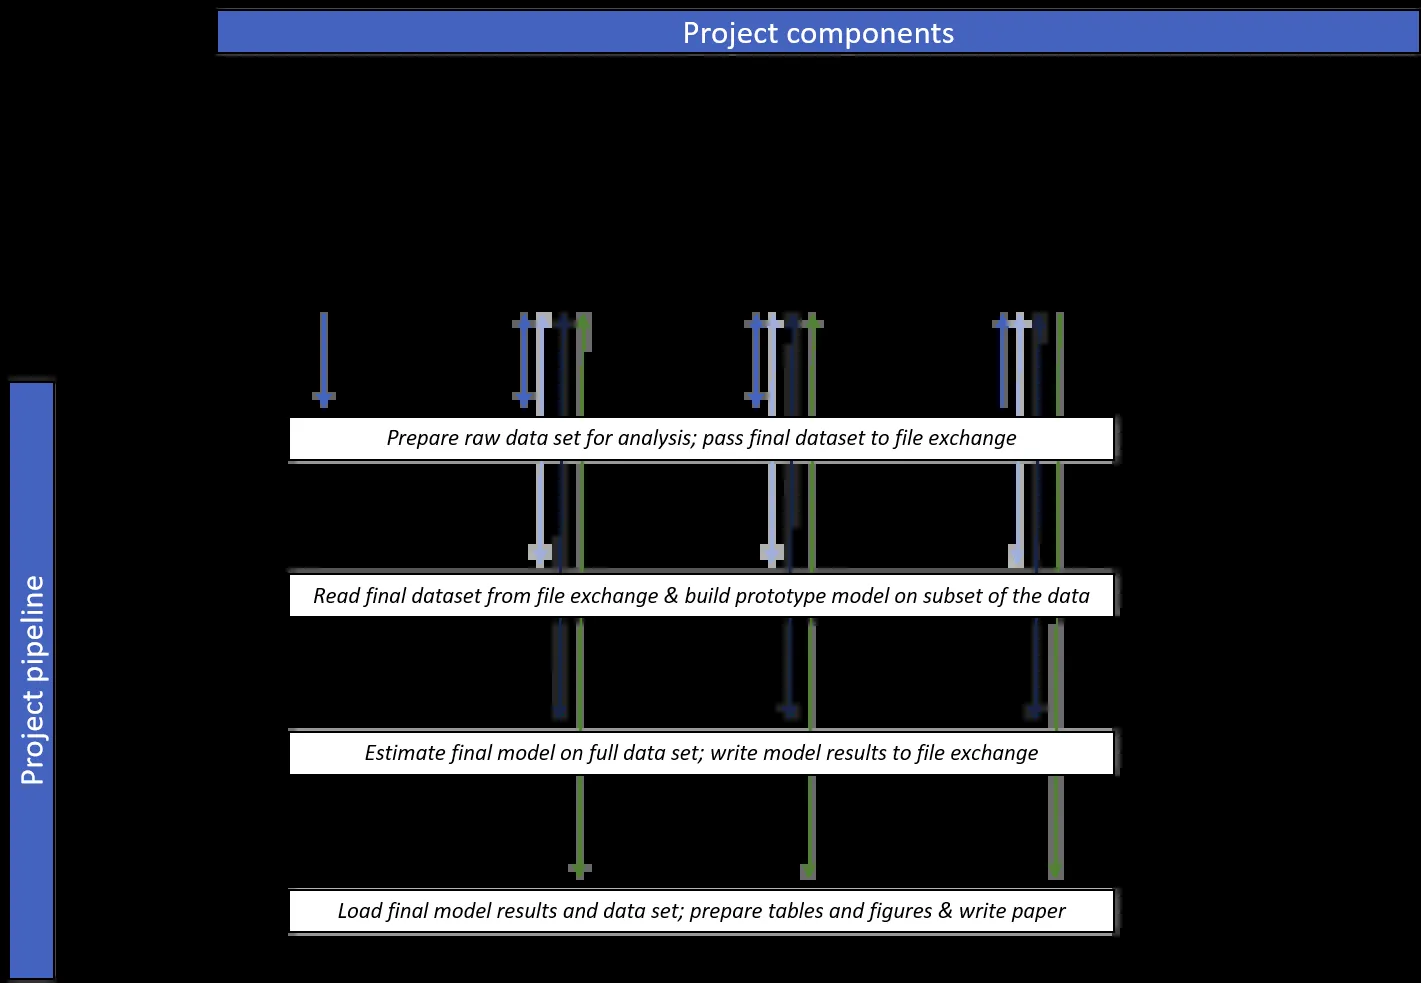 Project components
Prepare raw data set for analysis; pass final dataset to file exchange
Read final dataset from file exchange & build prototype model on subset of the data
Project pipeline
Estimate final model on full data set; write model results to file exchange
Load final model results and data set; prepare tables and figures & write paper